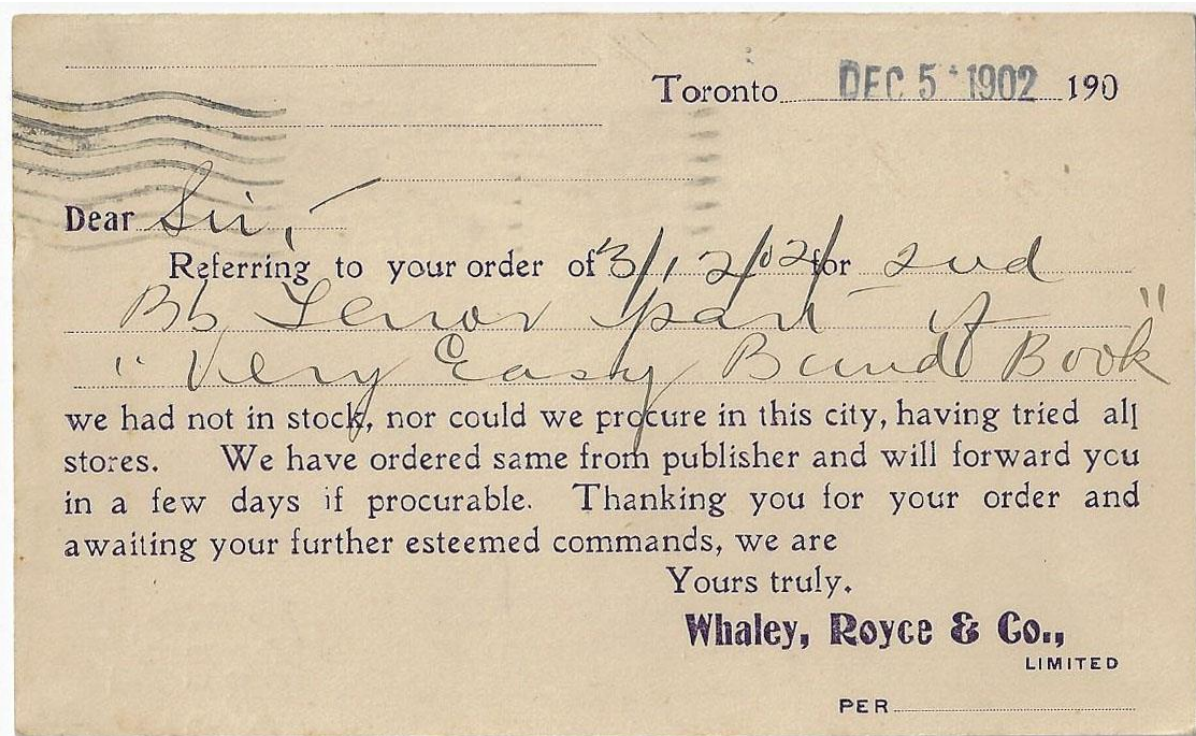 Toronto DEC 5 1902 190
Dear Sir,
Referring to your order of 3/12/02 for 2nd
Bb Tenor part of
"Very Easy Band Book"
we had not in stock, nor could we procure in this city, having tried all
stores. We have ordered same from publisher and will forward you
in a few days if procurable. Thanking you for your order and
awaiting your further esteemed commands, we are
Yours truly.
Whaley, Royce & Co.,
LIMITED
PER